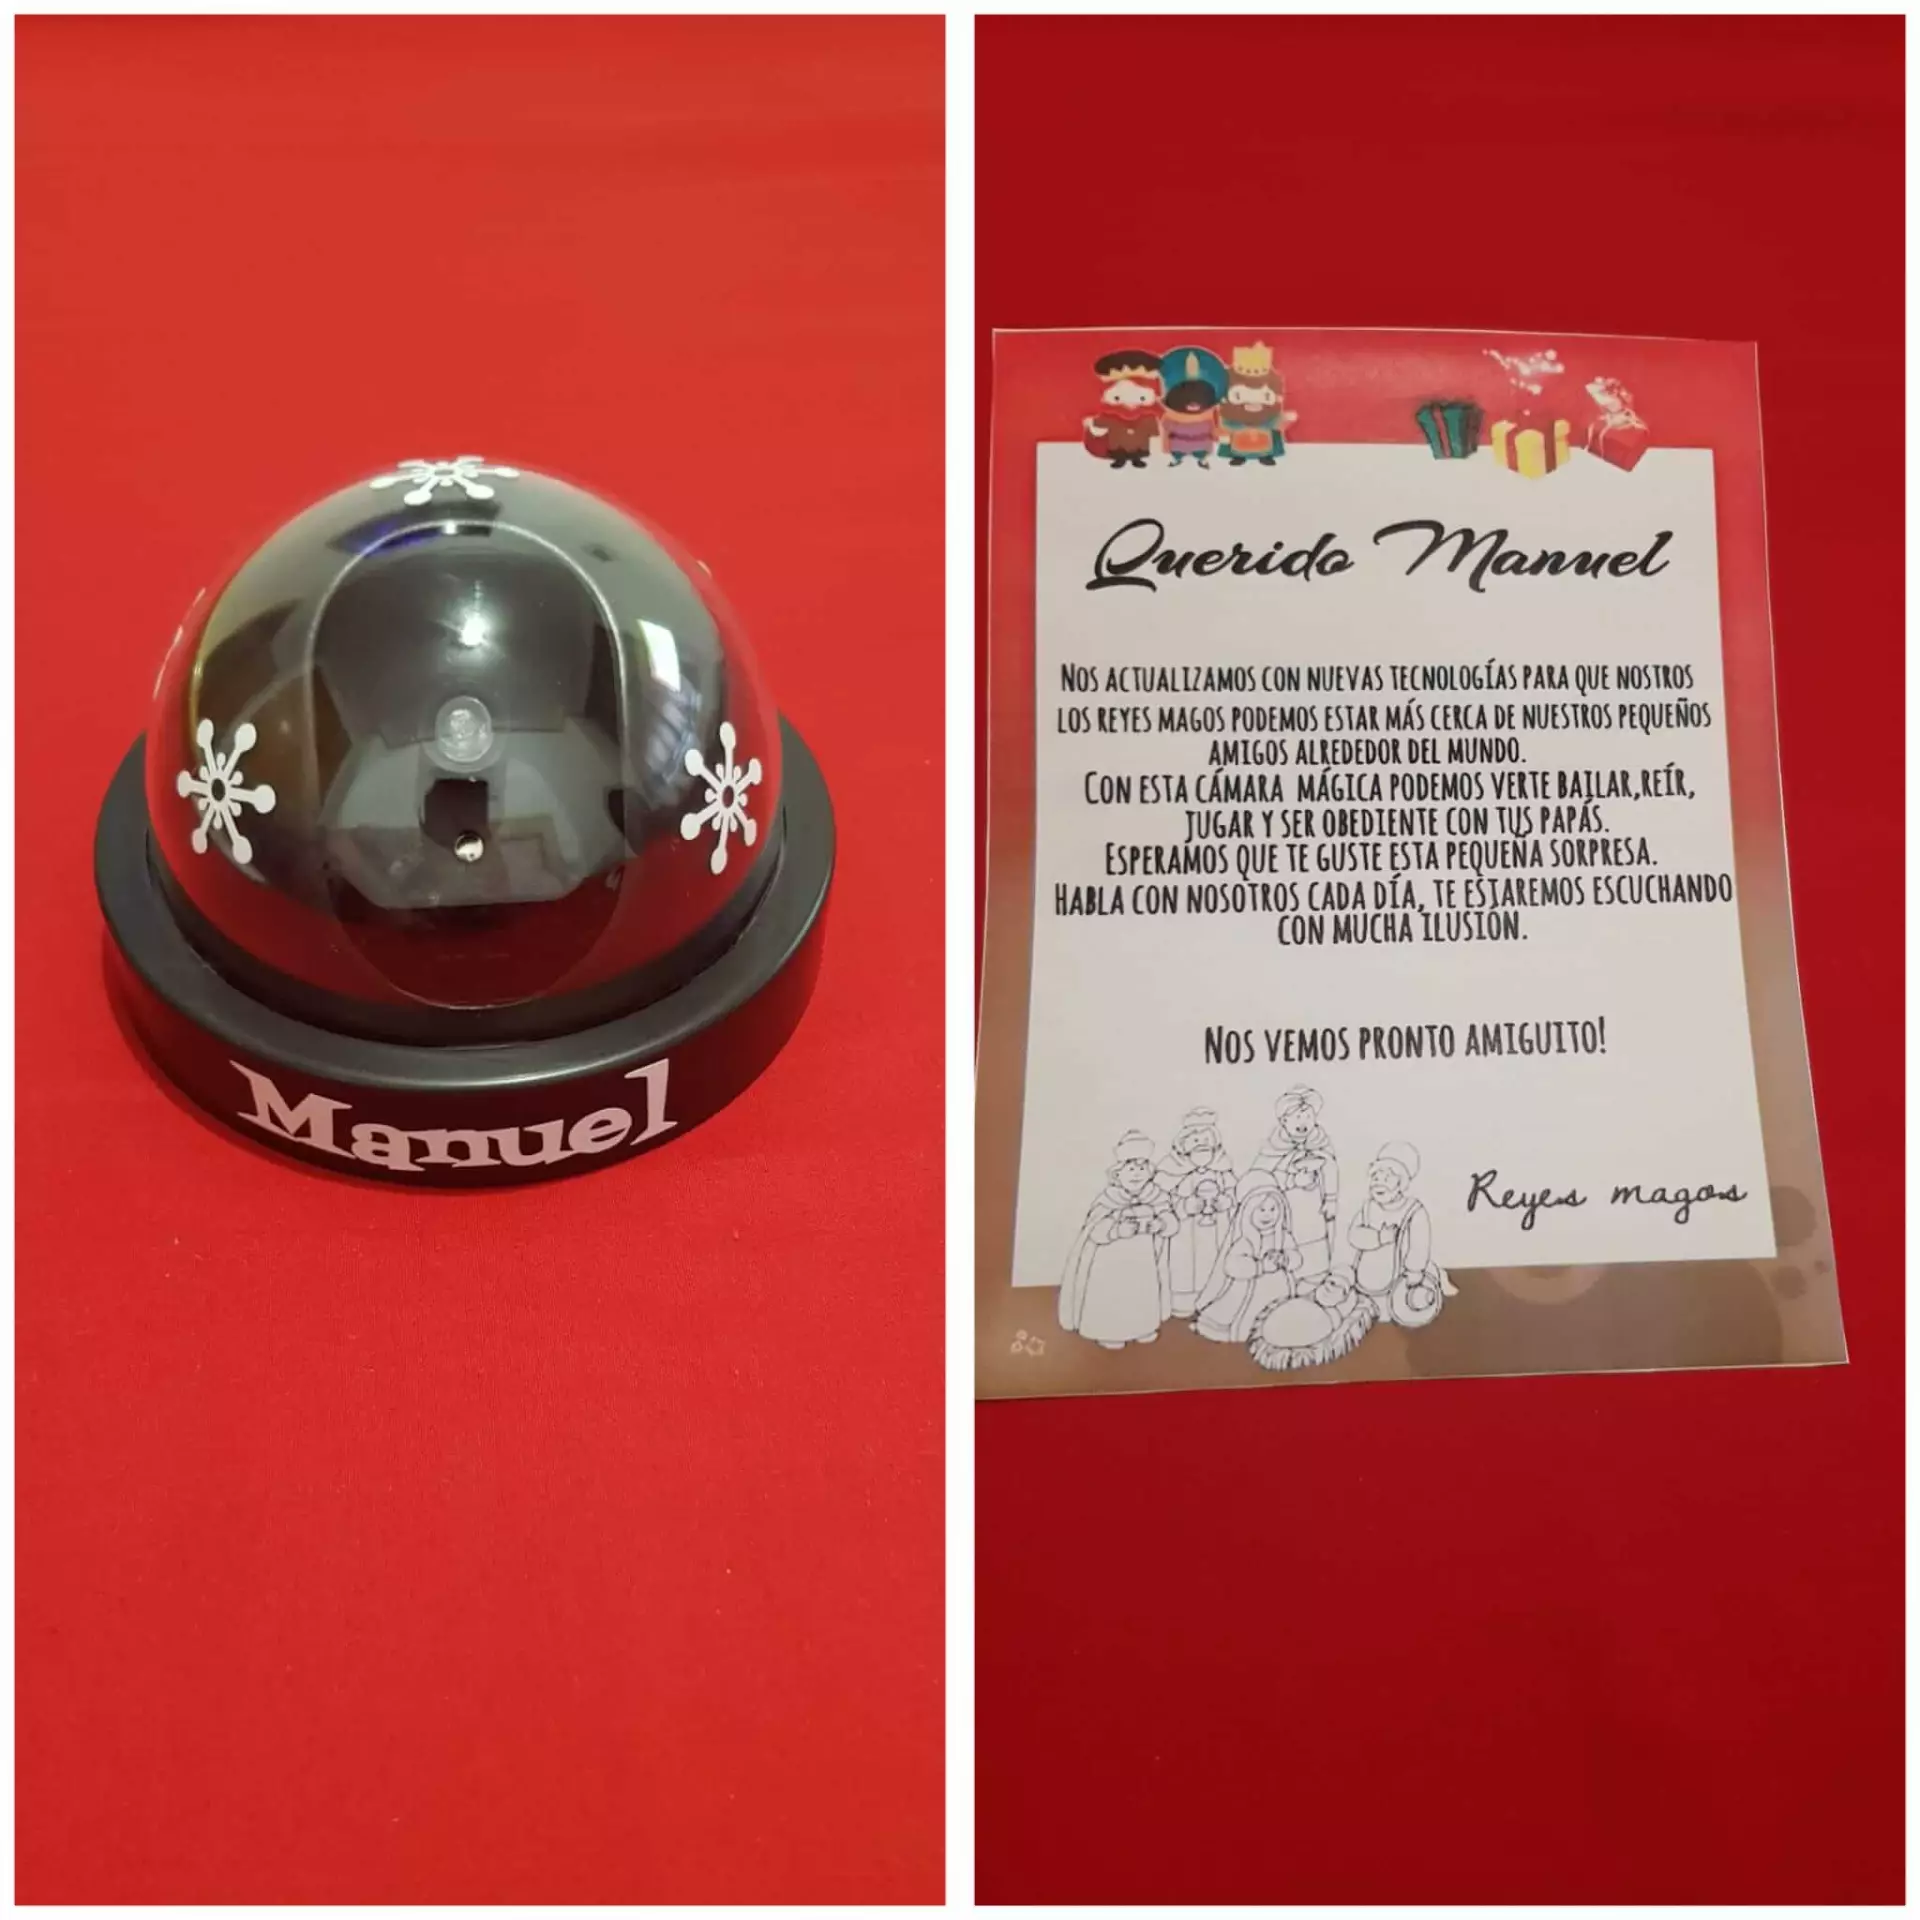 Manuel
Querido Manuel
NOS ACTUALIZAMOS CON NUEVAS TECNOLOGÍAS PARA QUE NOSTROS
LOS REYES MAGOS PODEMOS ESTAR MÁS CERCA DE NUESTROS PEQUEÑOS
AMIGOS ALREDEDOR DEL MUNDO.
CON ESTA CÁMARA MÁGICA PODEMOS VERTE BAILAR,REÍR,
JUGAR Y SER OBEDIENTE CON TUS PAPÁS.
ESPERAMOS QUE TE GUSTE ESTA PEQUEÑA SORPRESA.
HABLA CON NOSOTROS CADA DÍA, TE ESTAREMOS ESCUCHANDO
CON MUCHA ILUSIÓN.
NOS VEMOS PRONTO AMIGUITO!
Reyes magos